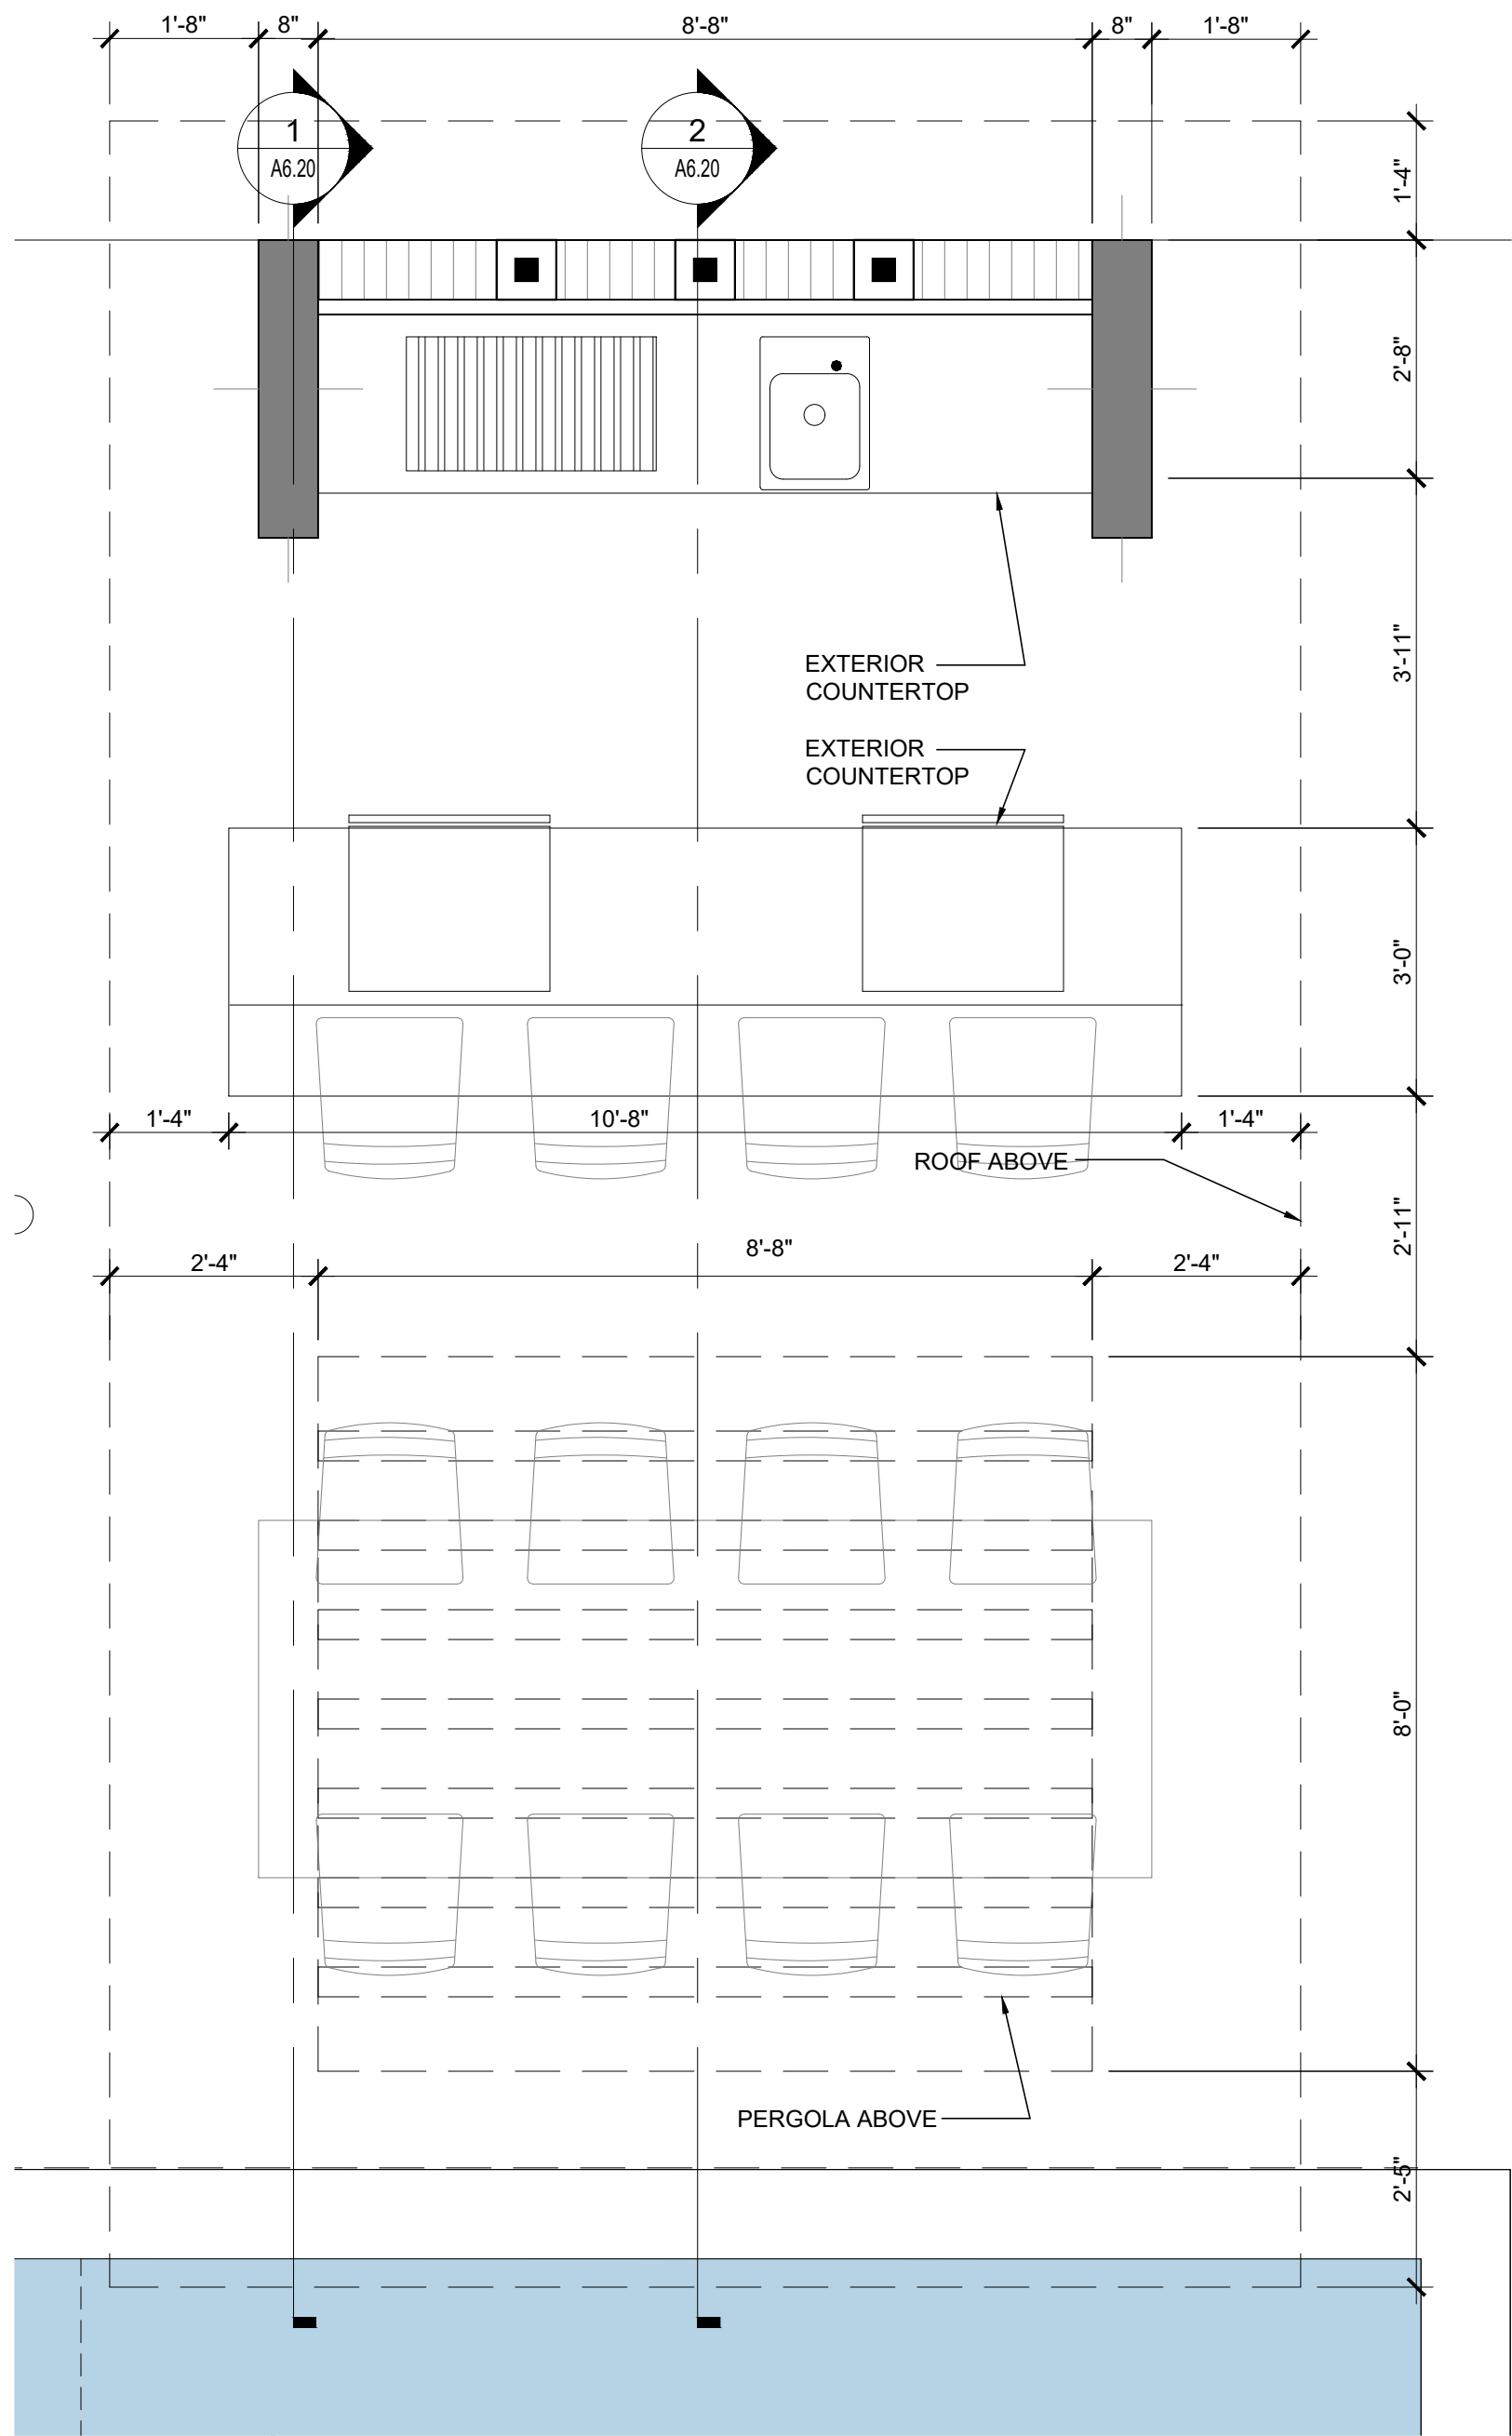 1'-8"
8"
8'-8"
8"
1'-8"
1
A6.20
2
A6.20
1'-4"
2'-8"
3'-11"
EXTERIOR
COUNTERTOP
EXTERIOR
COUNTERTOP
3'-0"
1'-4"
10'-8"
1'-4"
ROOF ABOVE
2'-11"
2'-4"
8'-8"
2'-4"
8'-0"
PERGOLA ABOVE
2'-5"